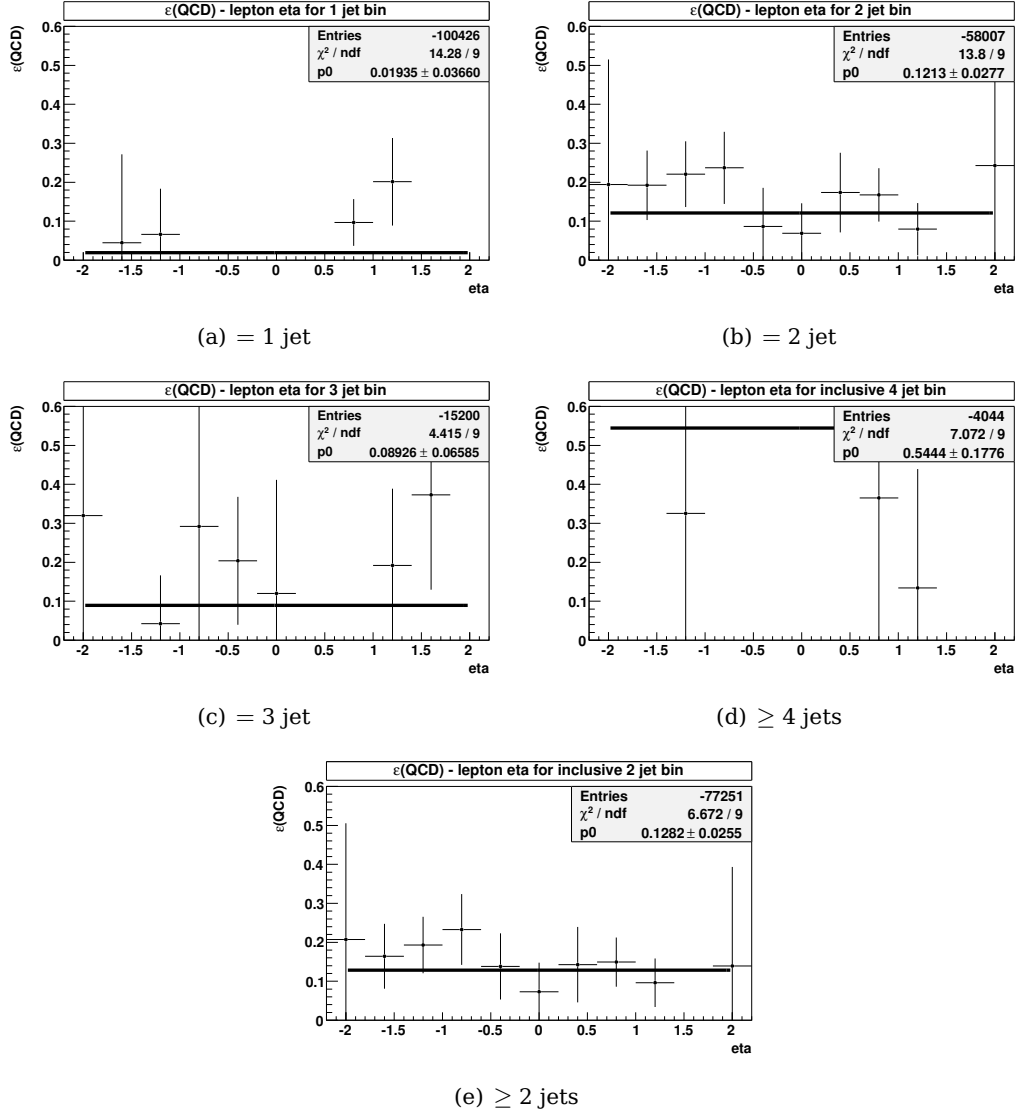 ε(QCD) - lepton eta for 1 jet bin
ε(QCD)
Entries -100426
χ² / ndf 14.28 / 9
p0 0.01935 ± 0.03660
0.6
0.5
0.4
0.3
0.2
0.1
0
-2 -1.5 -1 -0.5 0 0.5 1 1.5 2
eta
(a) = 1 jet
ε(QCD) - lepton eta for 2 jet bin
ε(QCD)
Entries -58007
χ² / ndf 13.8 / 9
p0 0.1213 ± 0.0277
0.6
0.5
0.4
0.3
0.2
0.1
0
-2 -1.5 -1 -0.5 0 0.5 1 1.5 2
eta
(b) = 2 jet
ε(QCD) - lepton eta for 3 jet bin
ε(QCD)
Entries -15200
χ² / ndf 4.415 / 9
p0 0.08926 ± 0.06585
0.6
0.5
0.4
0.3
0.2
0.1
0
-2 -1.5 -1 -0.5 0 0.5 1 1.5 2
eta
(c) = 3 jet
ε(QCD) - lepton eta for inclusive 4 jet bin
ε(QCD)
Entries -4044
χ² / ndf 7.072 / 9
p0 0.5444 ± 0.1776
0.6
0.5
0.4
0.3
0.2
0.1
0
-2 -1.5 -1 -0.5 0 0.5 1 1.5 2
eta
(d) ≥ 4 jets
ε(QCD) - lepton eta for inclusive 2 jet bin
ε(QCD)
Entries -77251
χ² / ndf 6.672 / 9
p0 0.1282 ± 0.0255
0.6
0.5
0.4
0.3
0.2
0.1
0
-2 -1.5 -1 -0.5 0 0.5 1 1.5 2
eta
(e) ≥ 2 jets